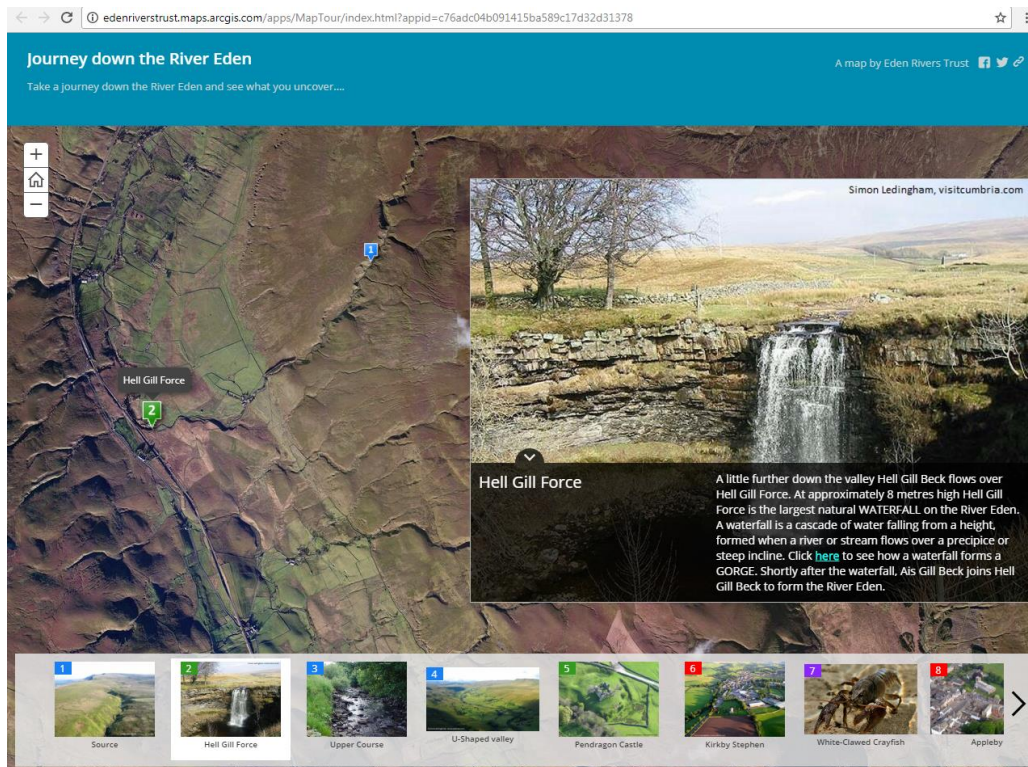 edenriverstrust.maps.arcgis.com/apps/MapTour/index.html?appid=c76adc04b091415ba589c17d32d31378
Journey down the River Eden
A map by Eden Rivers Trust
Take a journey down the River Eden and see what you uncover....
+
−
Simon Ledingham, visitcumbria.com
1
Hell Gill Force
2
Hell Gill Force
A little further down the valley Hell Gill Beck flows over
Hell Gill Force. At approximately 8 metres high Hell Gill
Force is the largest natural WATERFALL on the River Eden.
A waterfall is a cascade of water falling from a height,
formed when a river or stream flows over a precipice or
steep incline. Click here to see how a waterfall forms a
GORGE. Shortly after the waterfall, Ais Gill Beck joins Hell
Gill Beck to form the River Eden.
1
Source
2
Hell Gill Force
3
Upper Course
4
U-Shaped valley
5
Pendragon Castle
6
Kirkby Stephen
7
White-Clawed Crayfish
8
Appleby